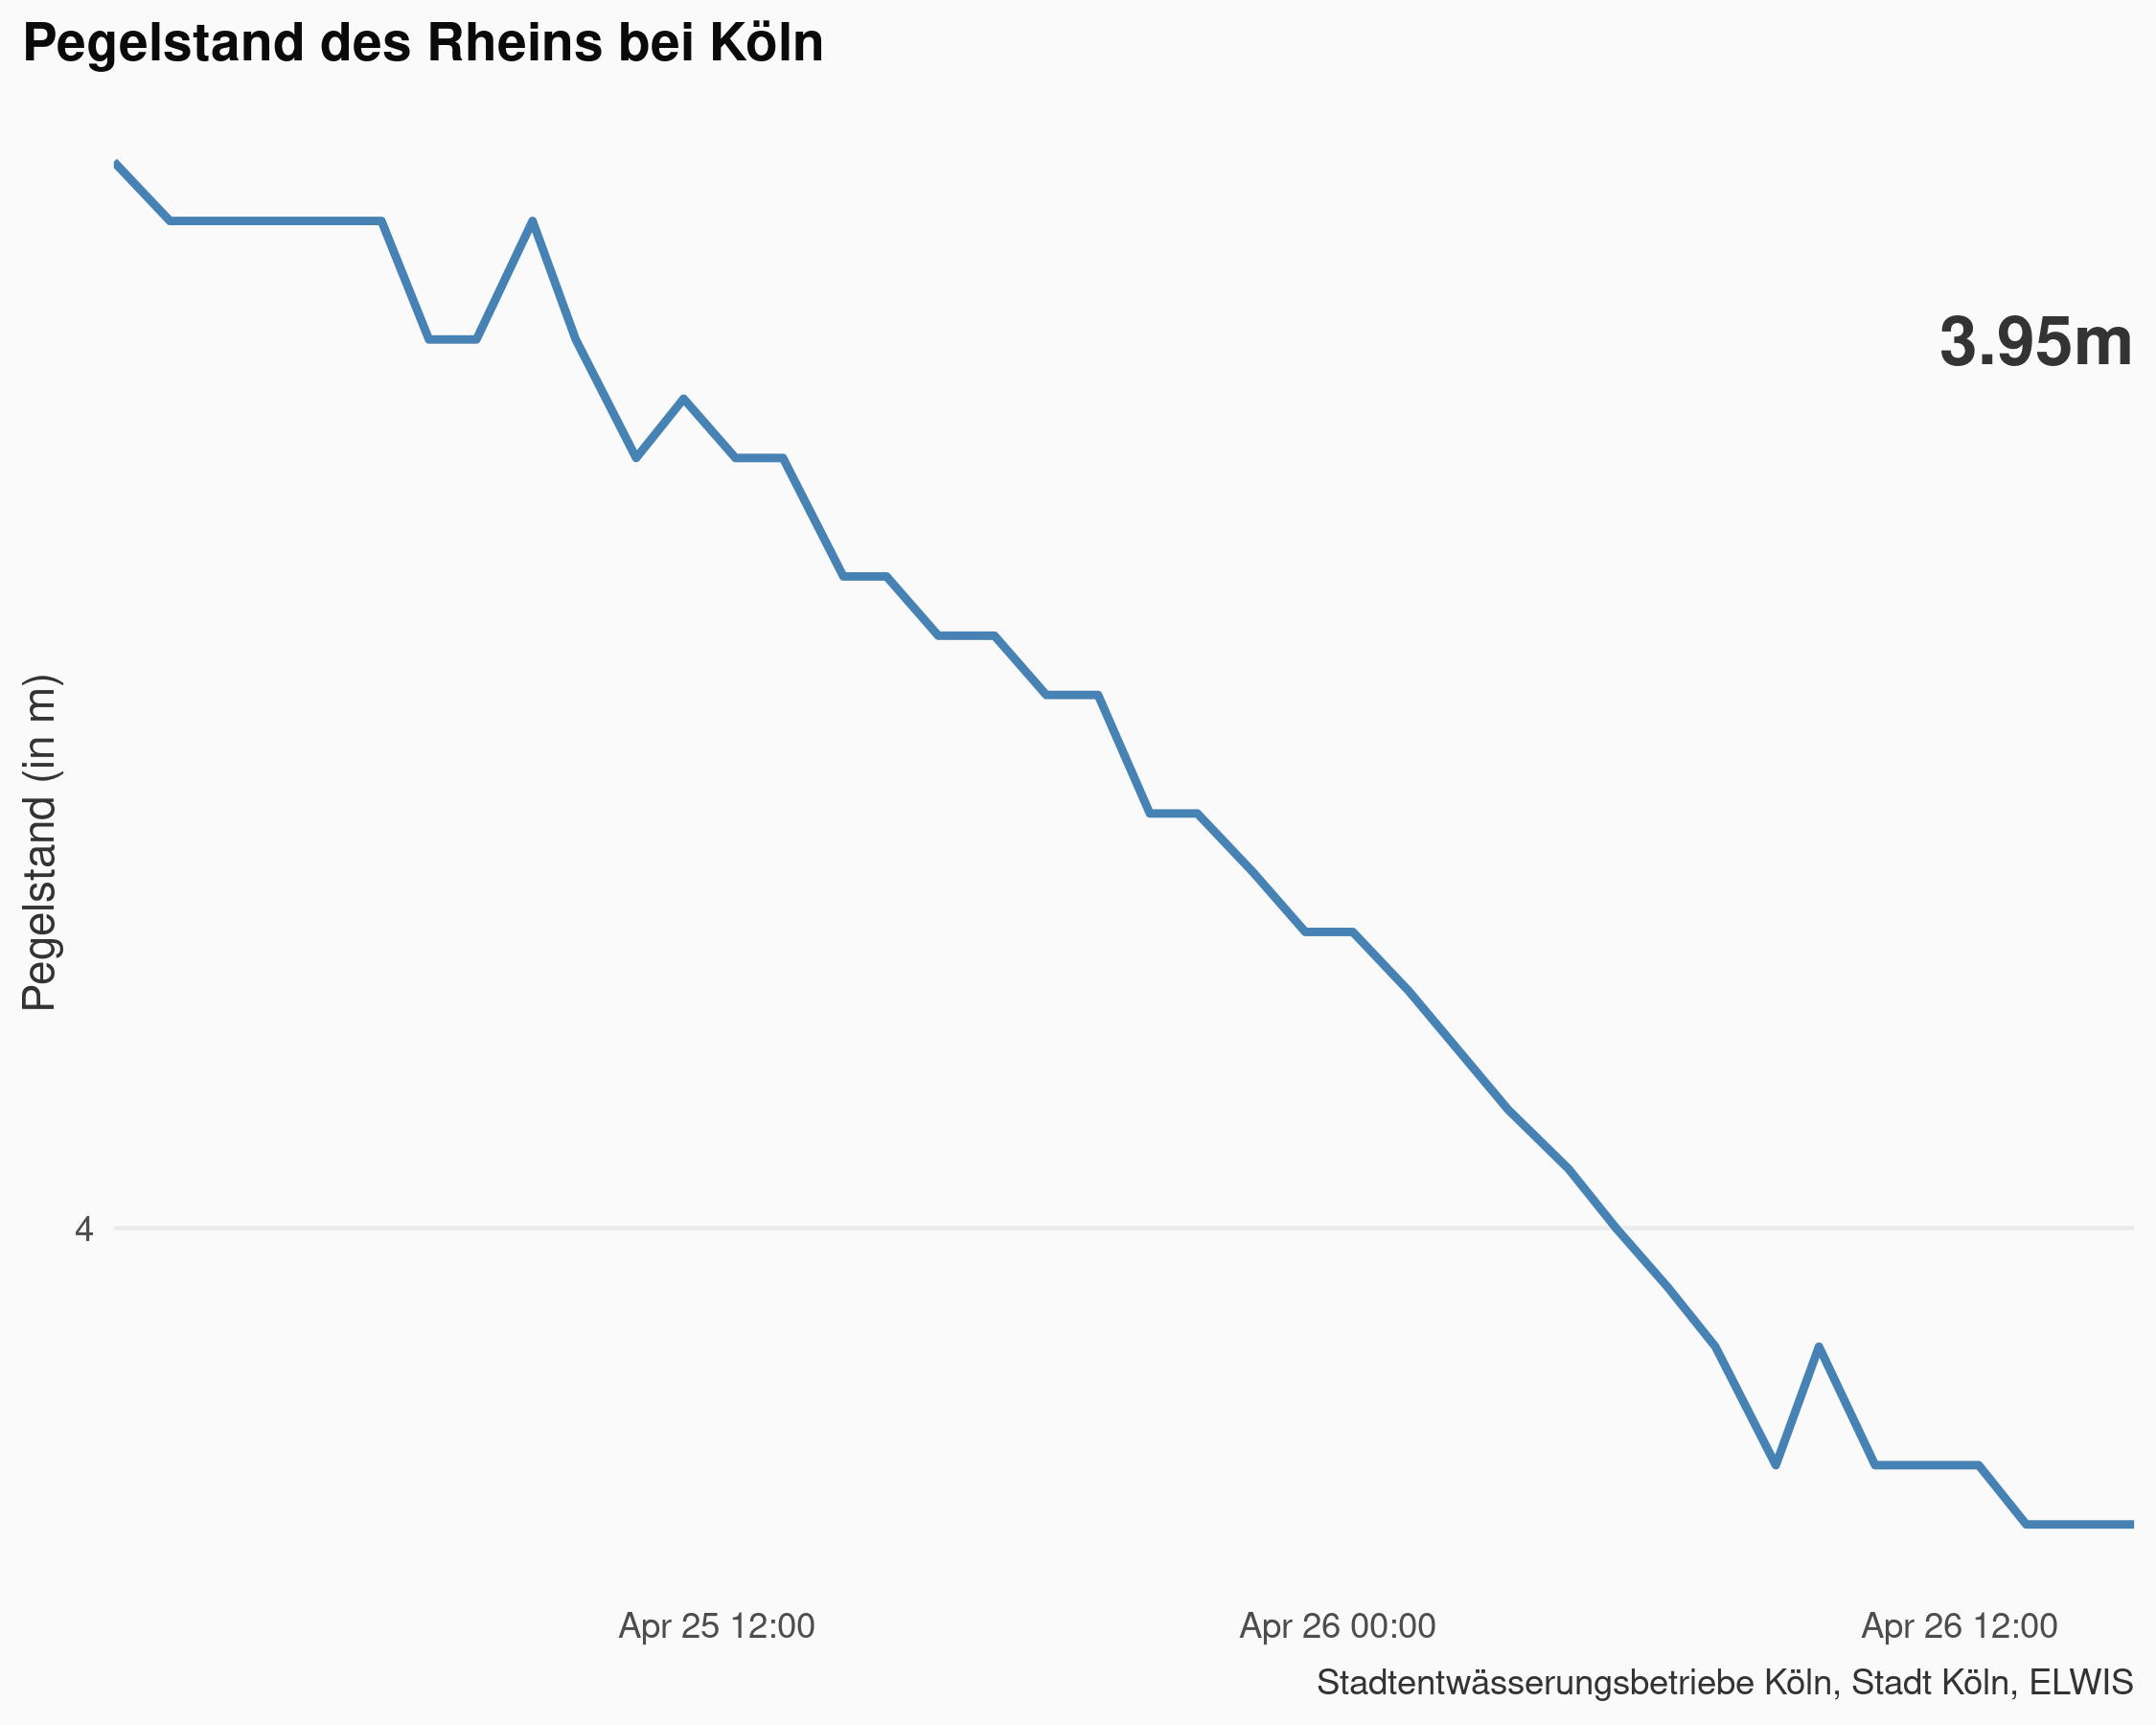 Pegelstand des Rheins bei Köln
3.95m
Pegelstand (in m)
4
Apr 25 12:00
Apr 26 00:00
Apr 26 12:00
Stadtentwässerungsbetriebe Köln, Stadt Köln, ELWIS